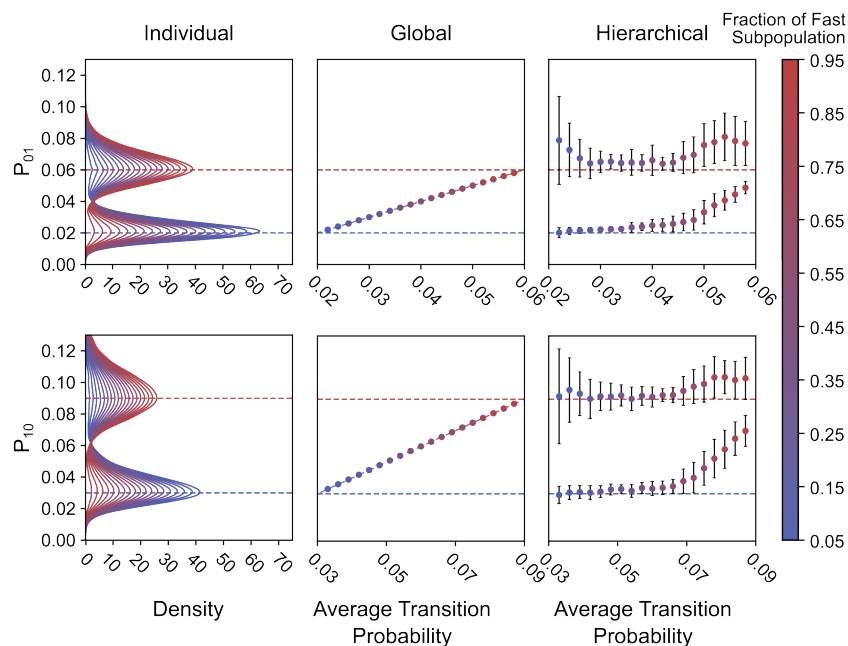 Individual
Global
Hierarchical
Fraction of Fast
Subpopulation
P01
0.12
0.10
0.08
0.06
0.04
0.02
0.00
0 10 20 30 40 50 60 70
0.02 0.03 0.04 0.05 0.06
0.02 0.03 0.04 0.05 0.06
0.95
0.85
0.75
0.65
0.55
0.45
0.35
0.25
0.15
0.05
P10
0.12
0.10
0.08
0.06
0.04
0.02
0.00
0 10 20 30 40 50 60 70
0.03 0.05 0.07 0.09
0.03 0.05 0.07 0.09
Density
Average Transition
Probability
Average Transition
Probability